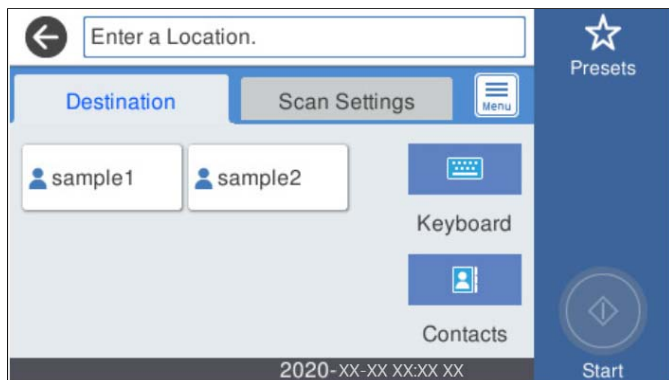 Enter a Location.
Presets
Destination
Scan Settings
Menu
sample1
sample2
Keyboard
Contacts
2020-XX-XX XX:XX XX
Start